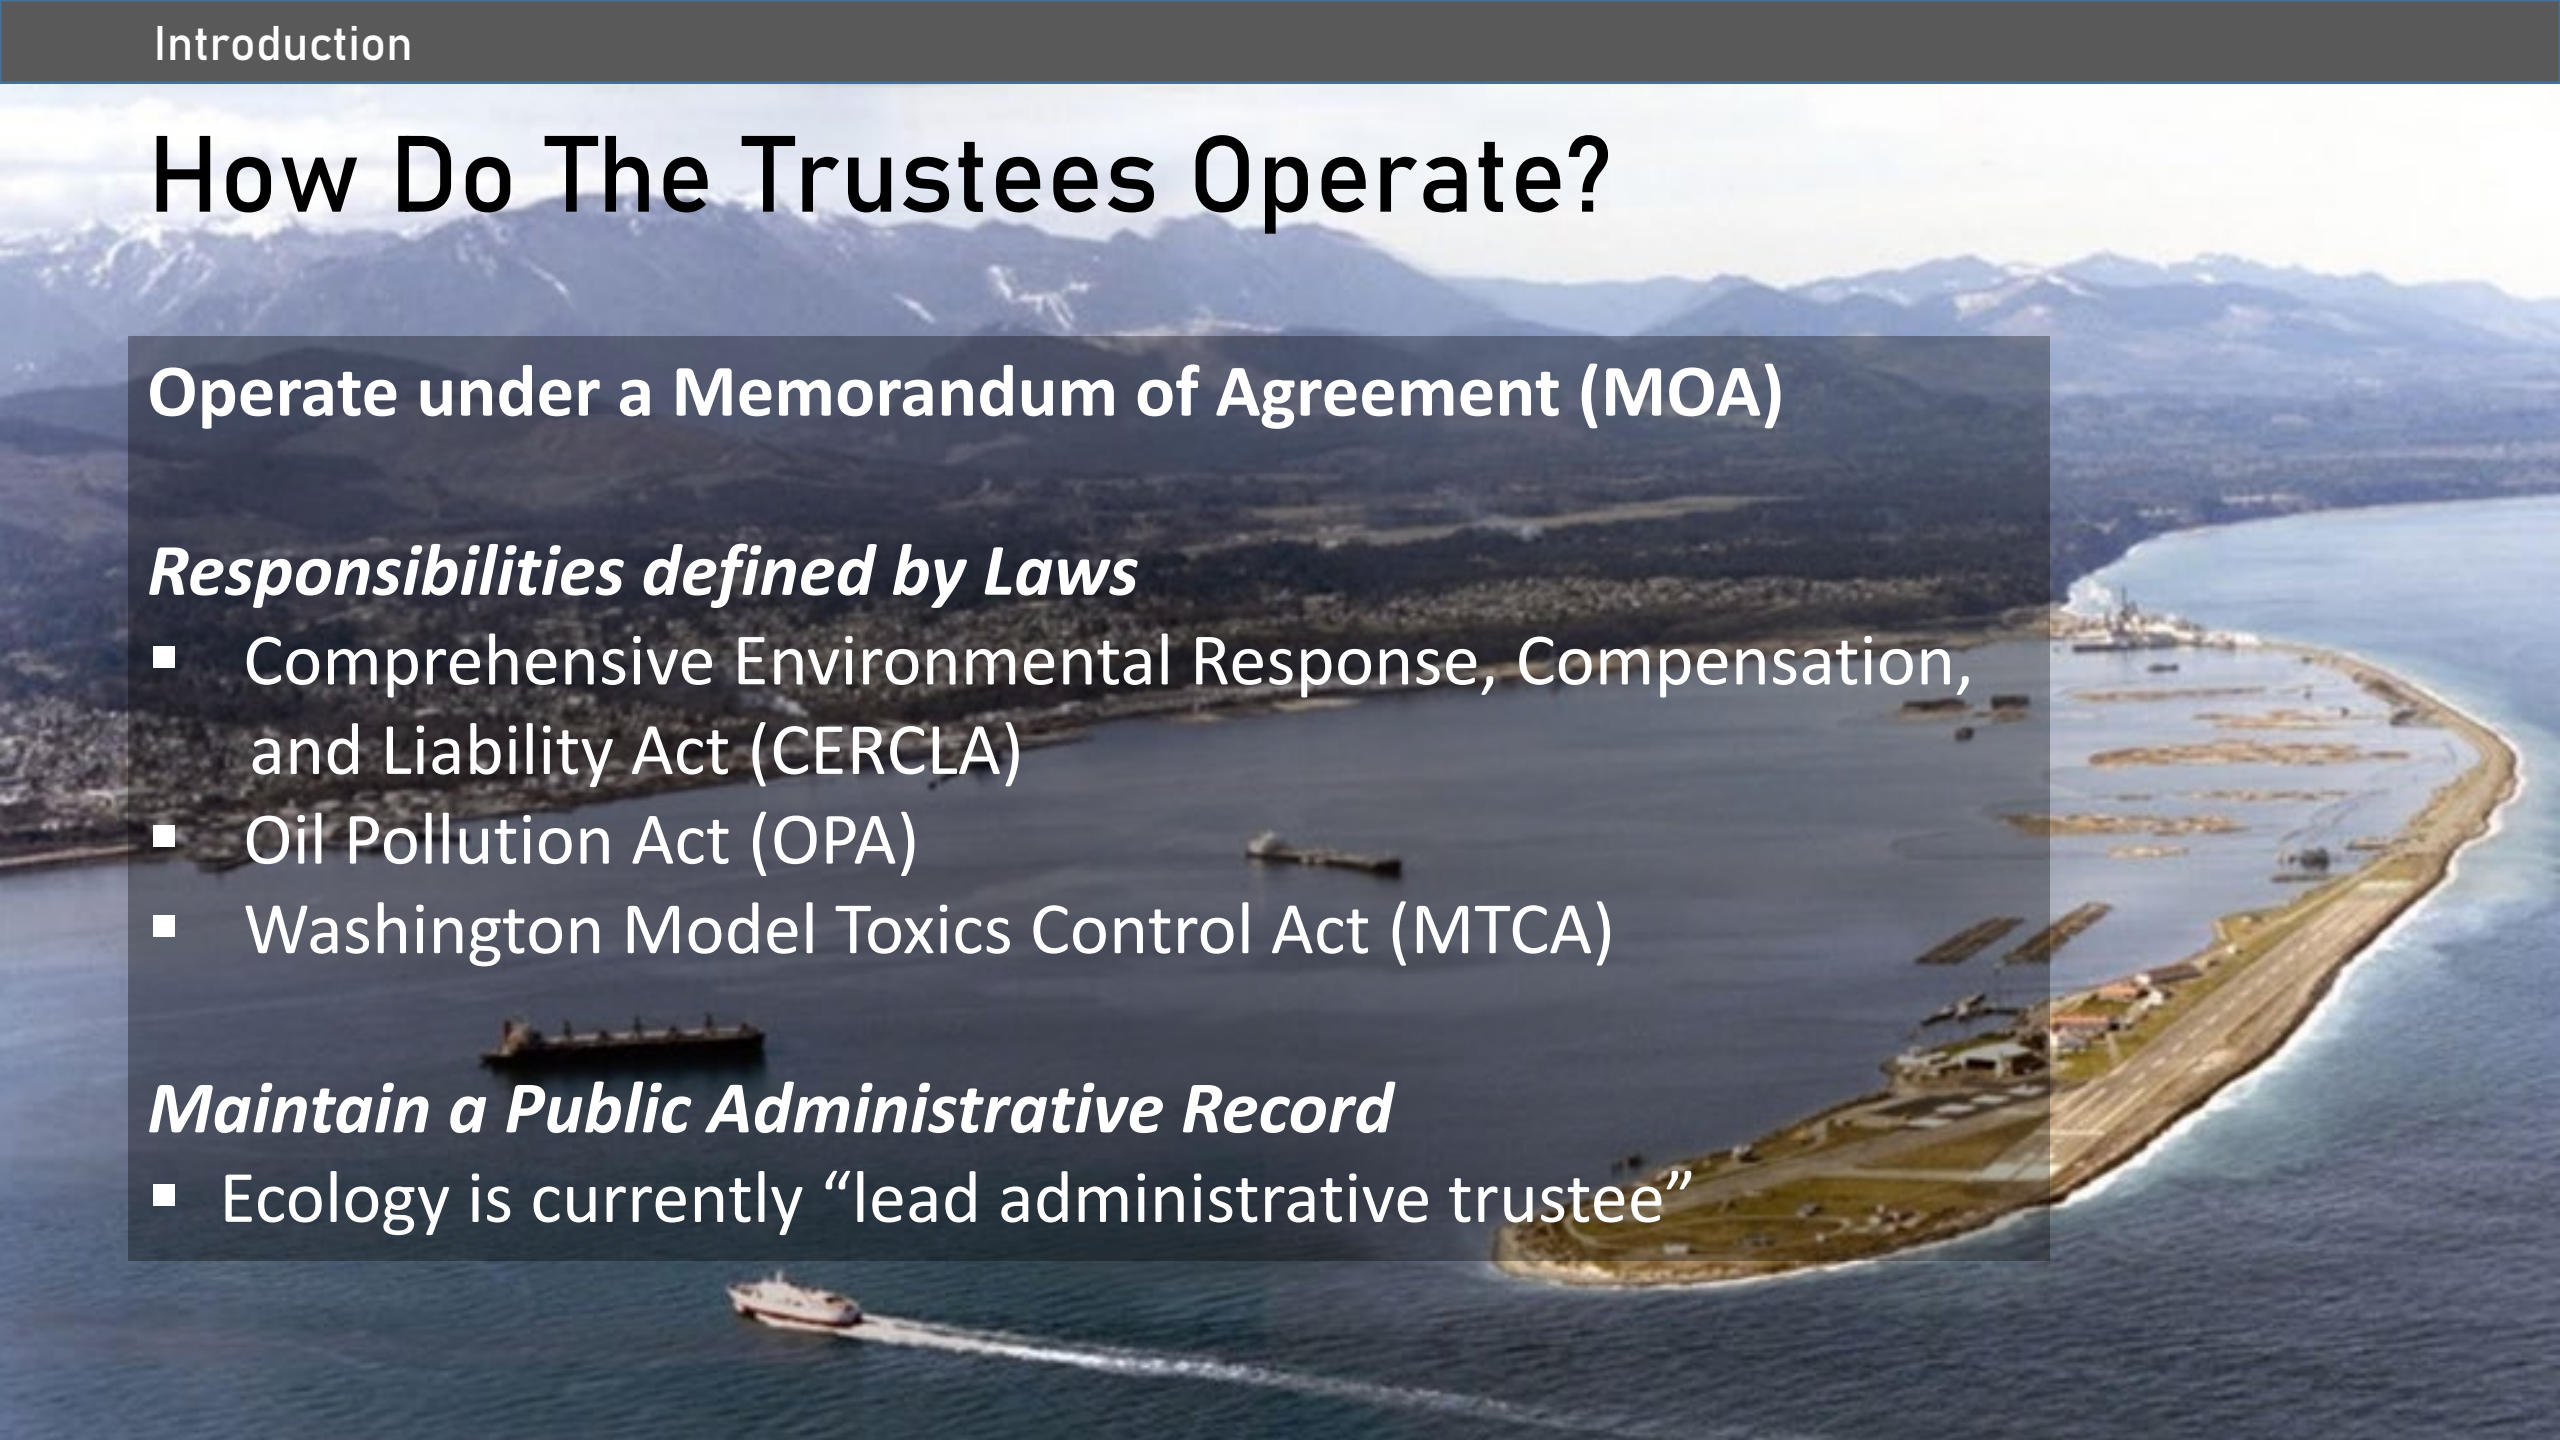 Introduction
How Do The Trustees Operate?
Operate under a Memorandum of Agreement (MOA)
Responsibilities defined by Laws
▪ Comprehensive Environmental Response, Compensation,
and Liability Act (CERCLA)
▪ Oil Pollution Act (OPA)
▪ Washington Model Toxics Control Act (MTCA)
Maintain a Public Administrative Record
▪ Ecology is currently “lead administrative trustee”